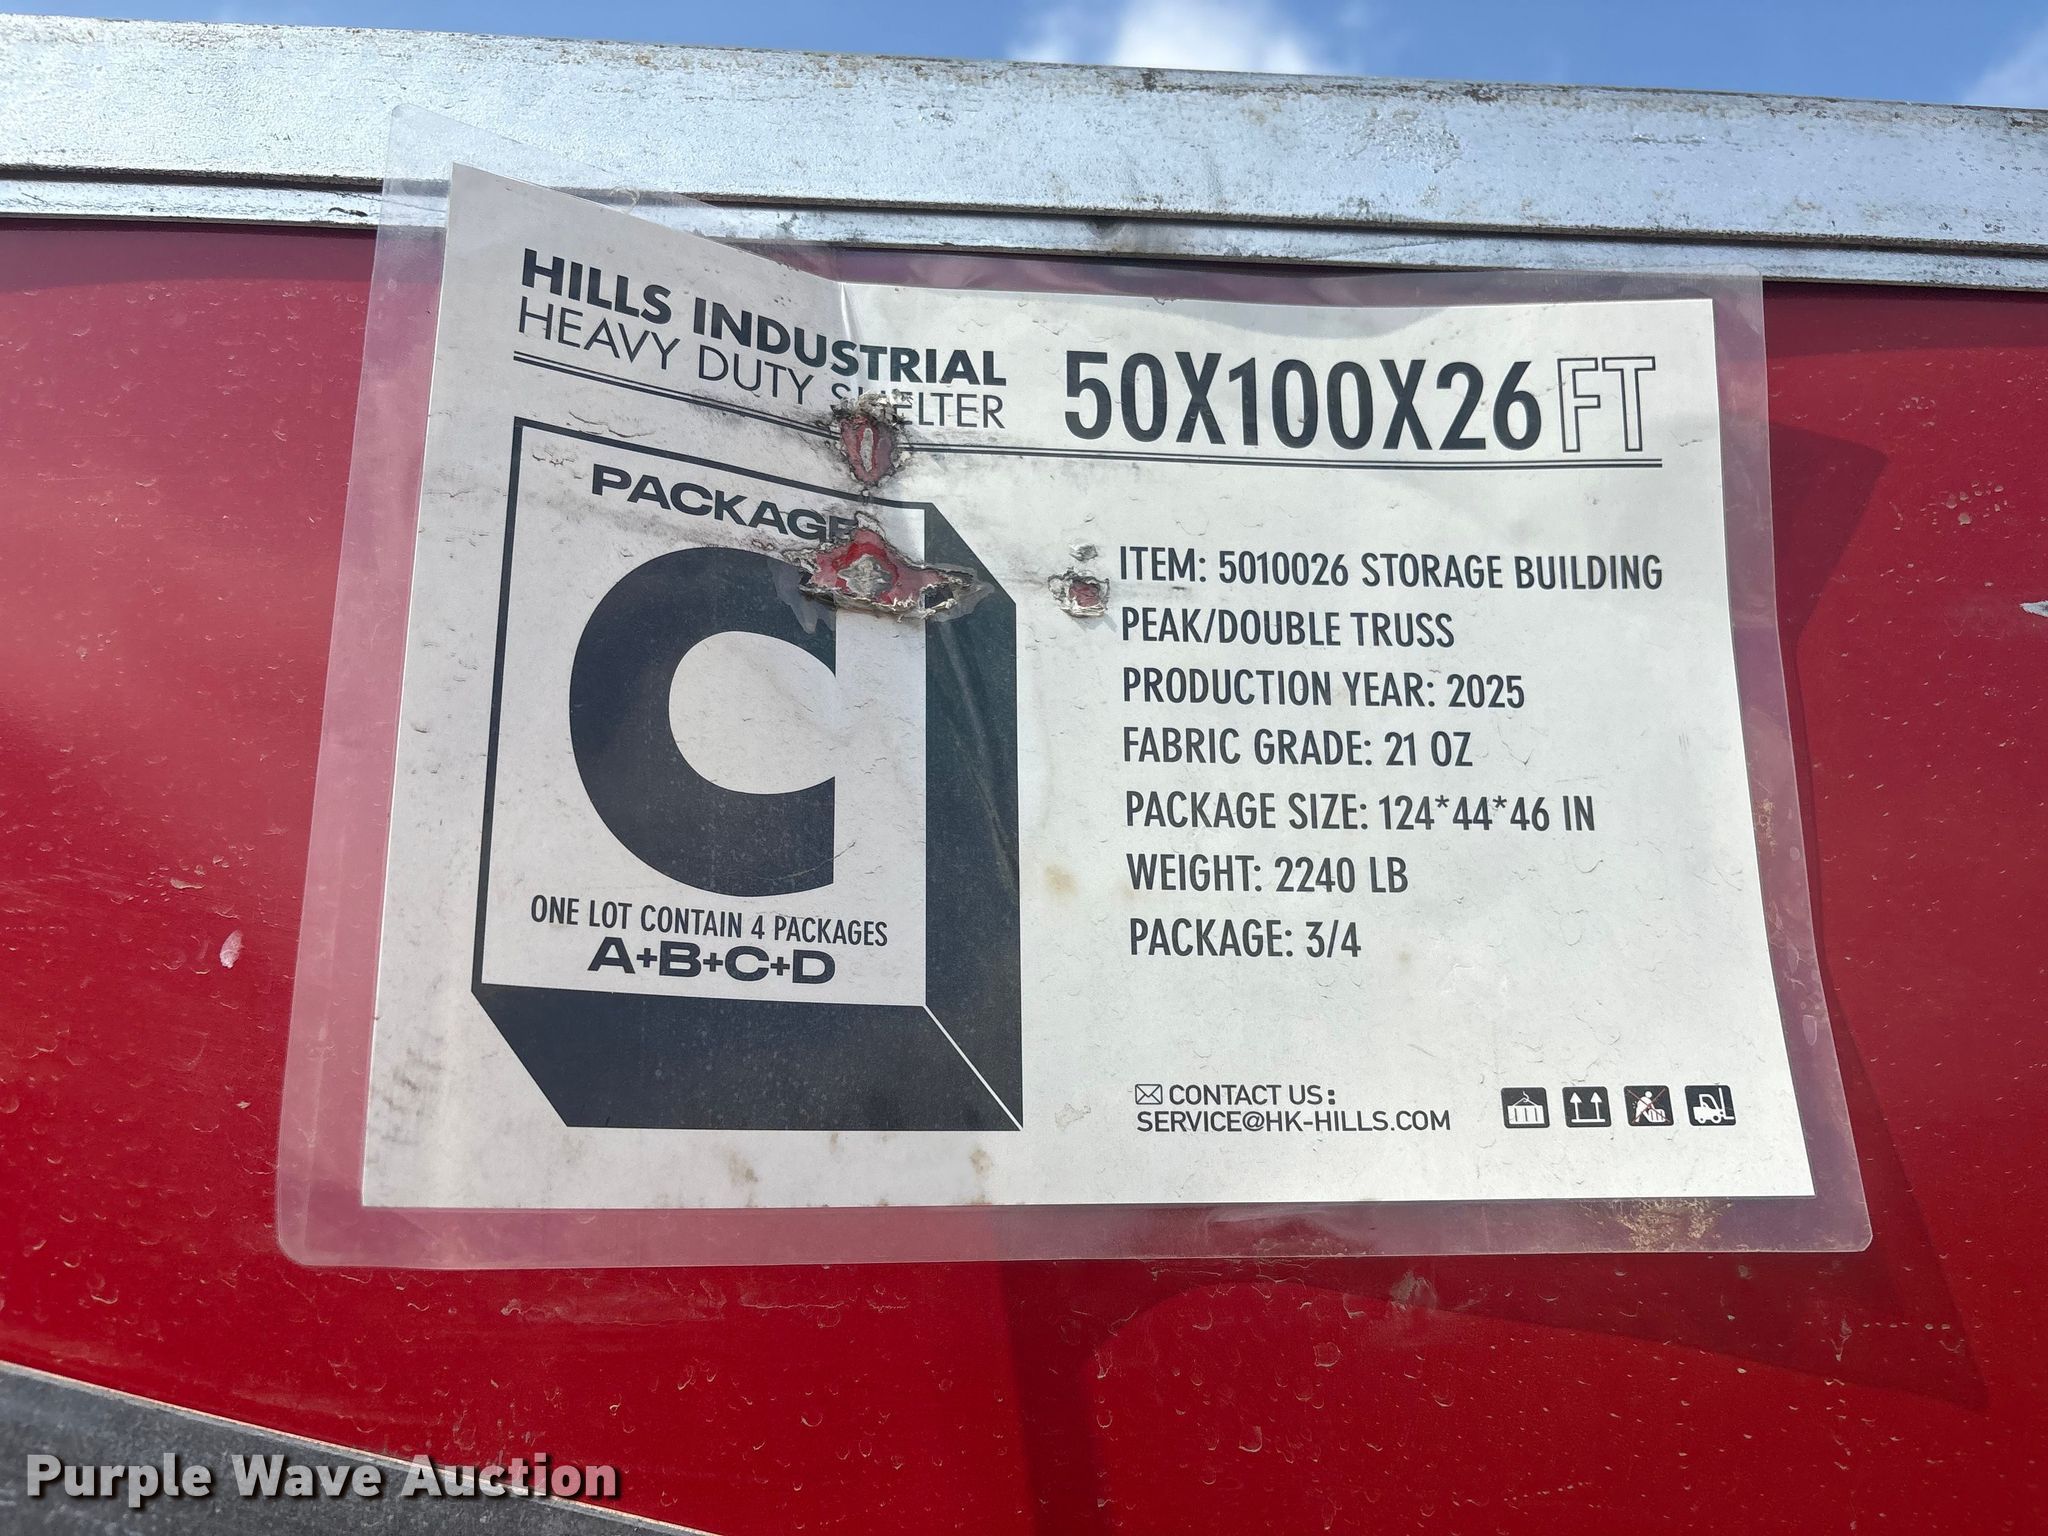 HILLS INDUSTRIAL
HEAVY DUTY SHELTER
50X100X26 FT
PACKAGE
C
ONE LOT CONTAIN 4 PACKAGES
A+B+C+D
ITEM: 5010026 STORAGE BUILDING
PEAK/DOUBLE TRUSS
PRODUCTION YEAR: 2025
FABRIC GRADE: 21 OZ
PACKAGE SIZE: 124*44*46 IN
WEIGHT: 2240 LB
PACKAGE: 3/4
CONTACT US:
SERVICE@HK-HILLS.COM
Purple Wave Auction